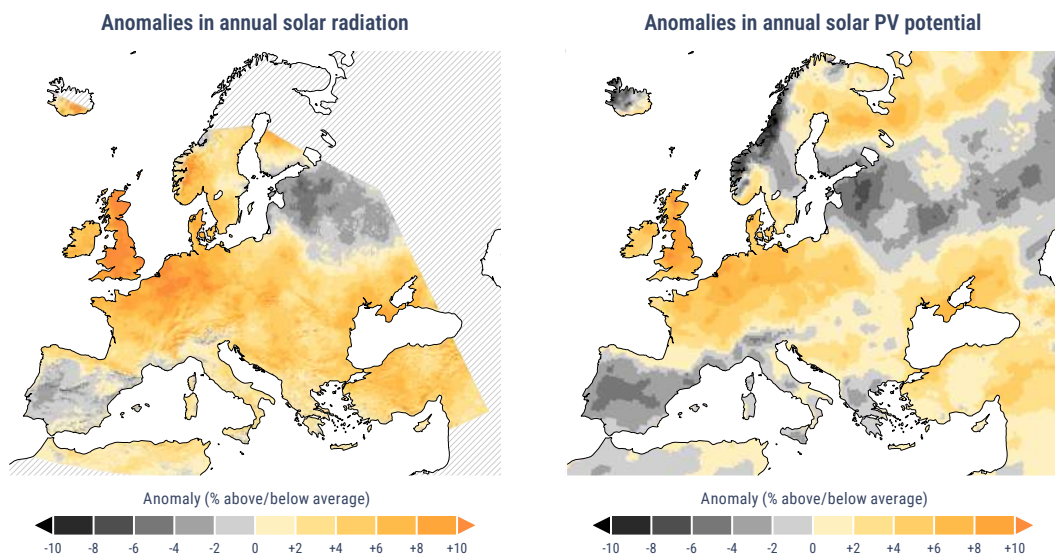 Anomalies in annual solar radiation
Anomaly (% above/below average)
-10 -8 -6 -4 -2 0 +2 +4 +6 +8 +10
Anomalies in annual solar PV potential
Anomaly (% above/below average)
-10 -8 -6 -4 -2 0 +2 +4 +6 +8 +10